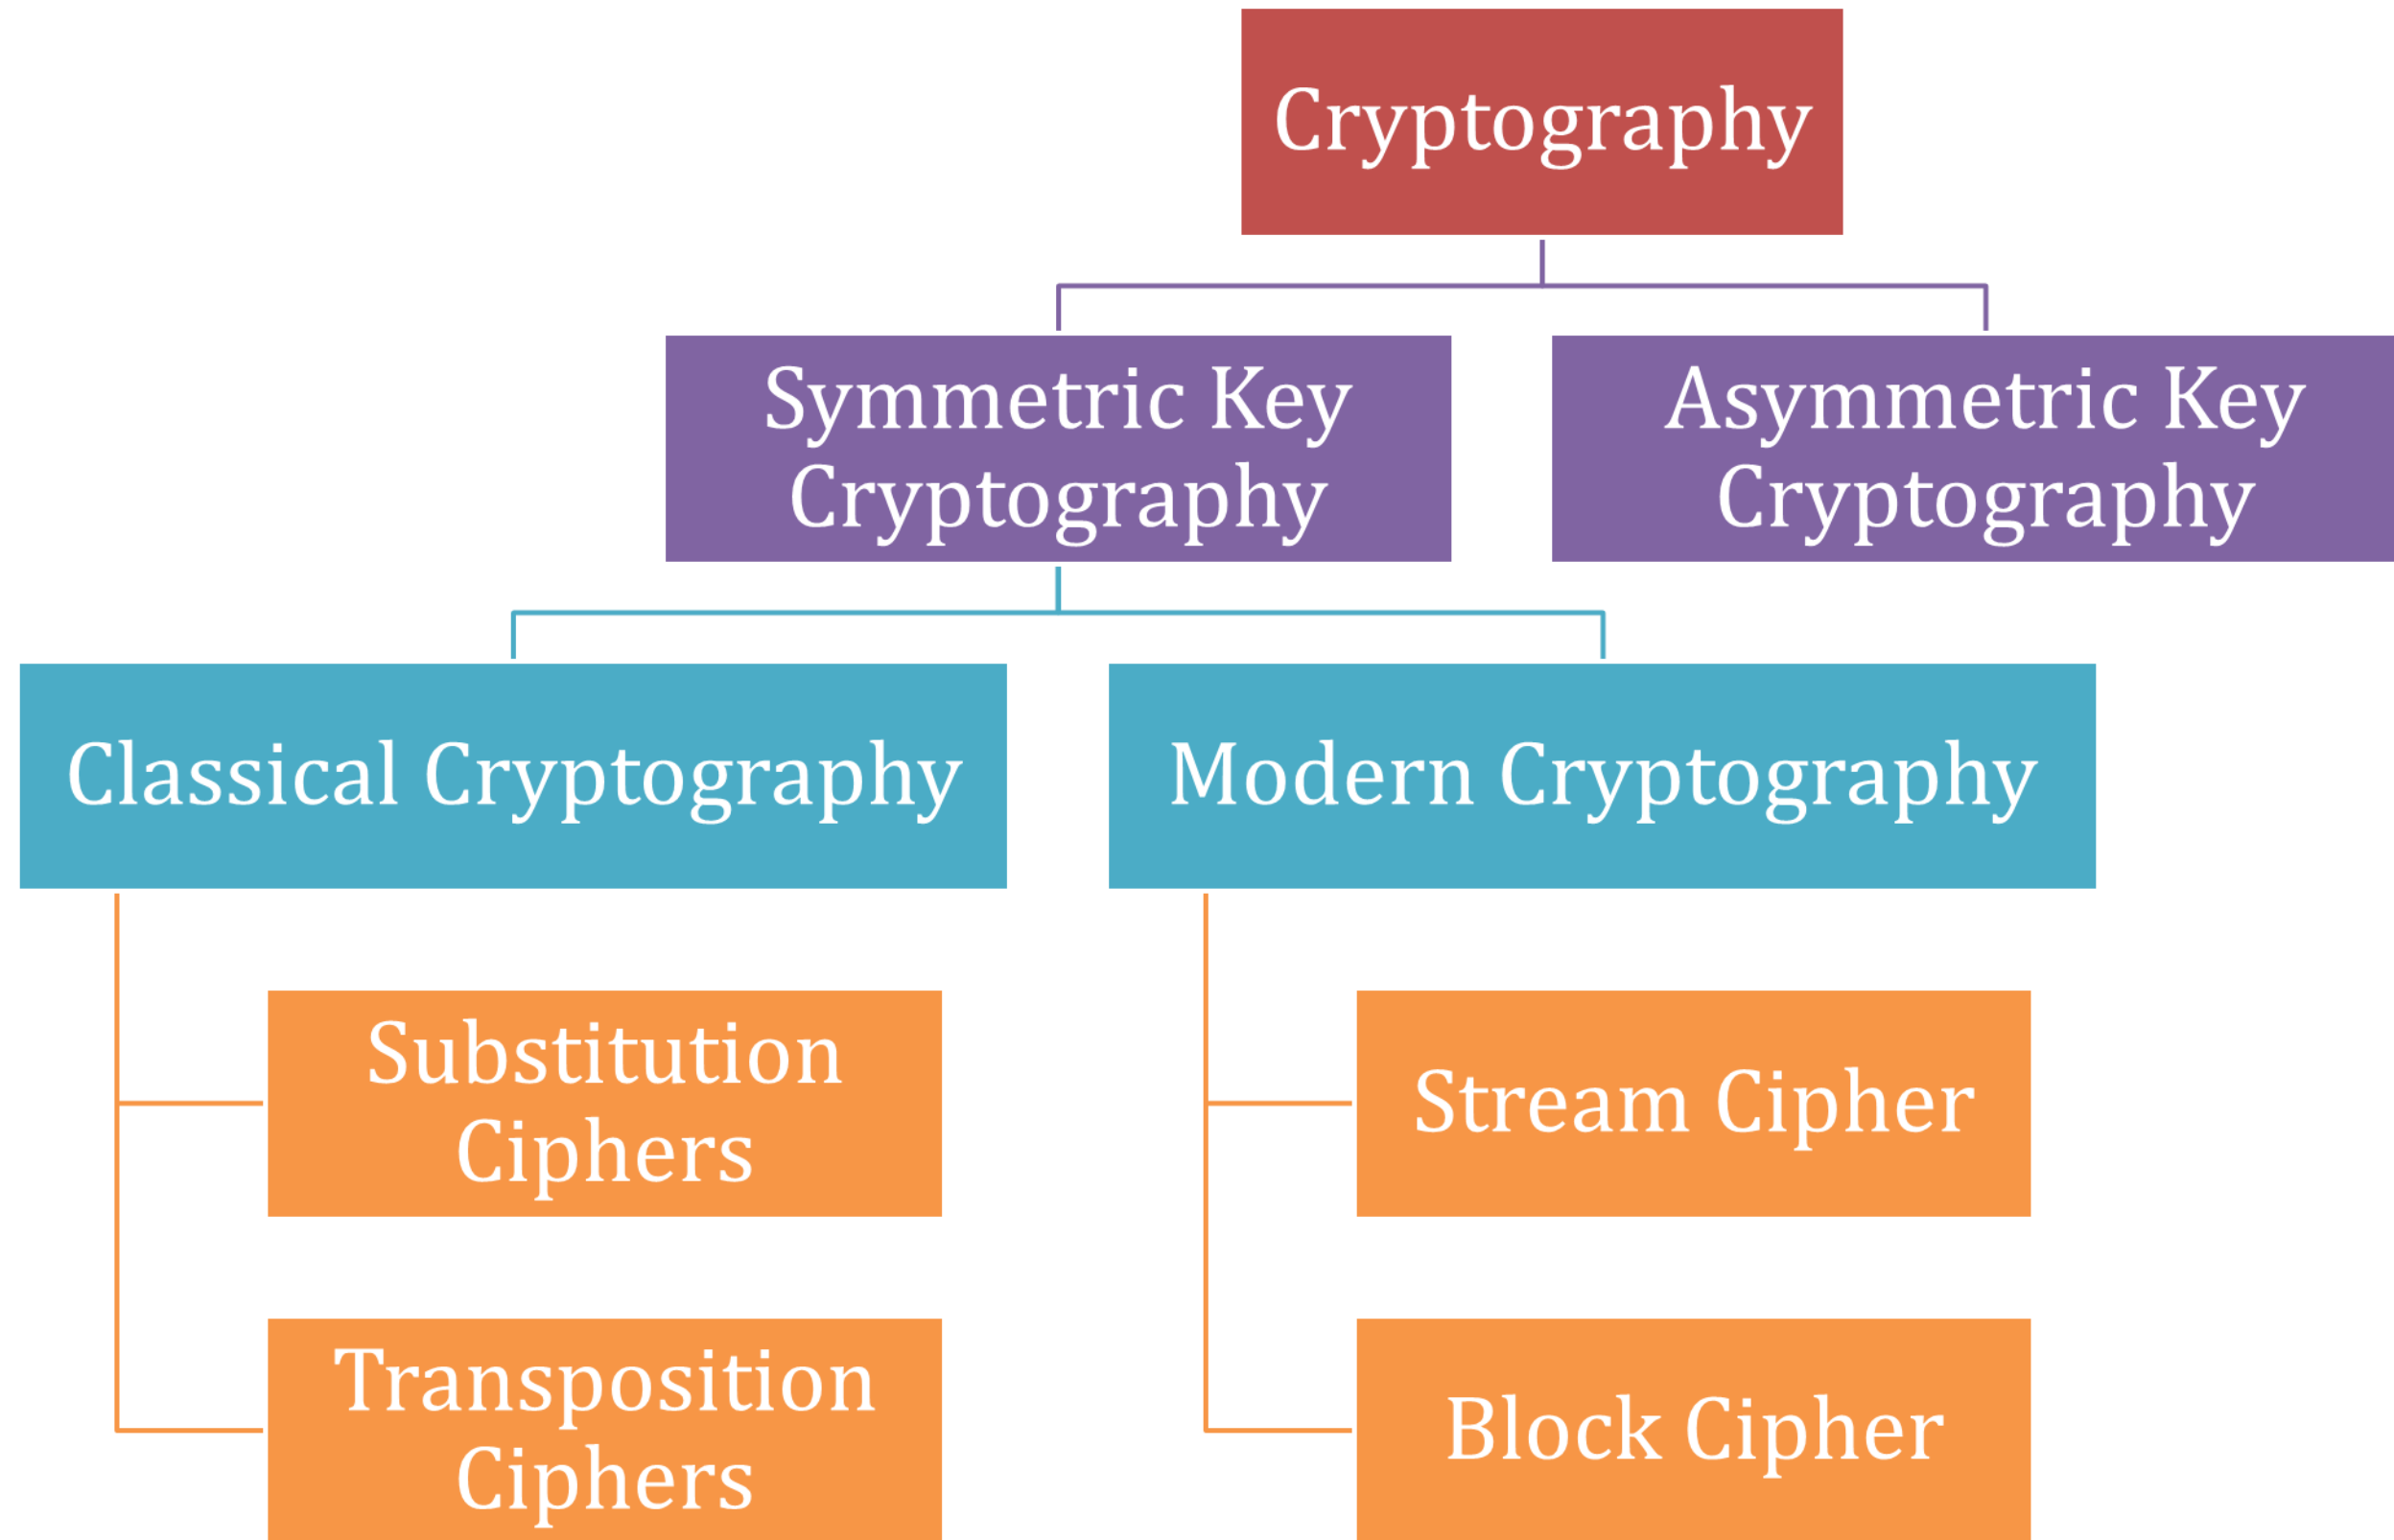 Cryptography
Symmetric Key
Cryptography
Asymmetric Key
Cryptography
Classical Cryptography
Modern Cryptography
Substitution
Ciphers
Stream Cipher
Transposition
Ciphers
Block Cipher